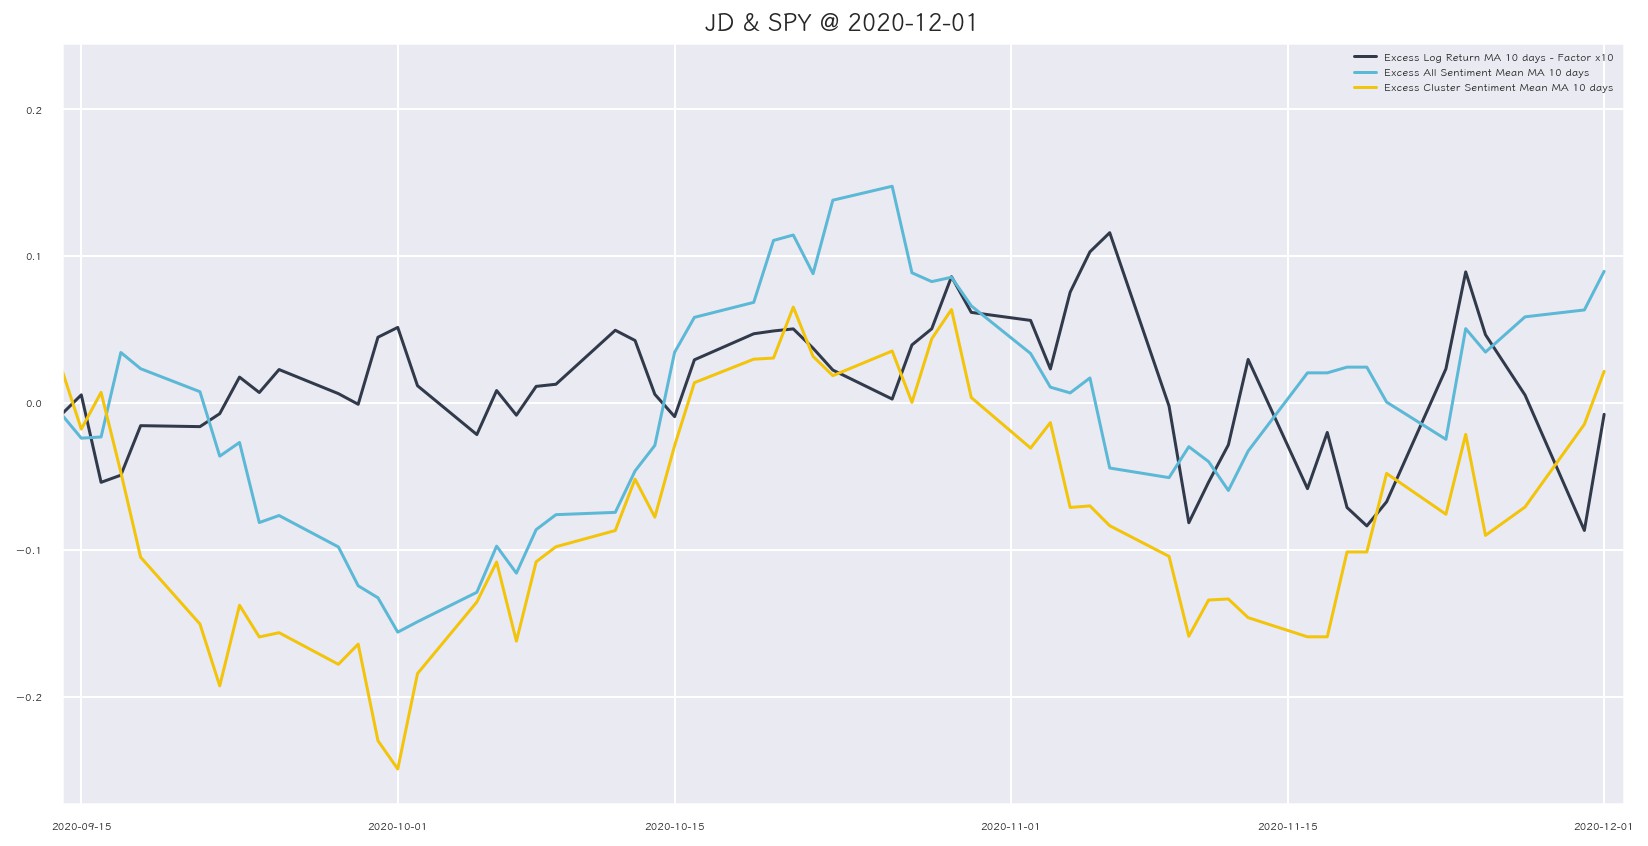 JD & SPY @ 2020-12-01
Excess Log Return MA 10 days - Factor x10
Excess All Sentiment Mean MA 10 days
Excess Cluster Sentiment Mean MA 10 days
0.2
0.1
0.0
−0.1
−0.2
2020-09-15
2020-10-01
2020-10-15
2020-11-01
2020-11-15
2020-12-01